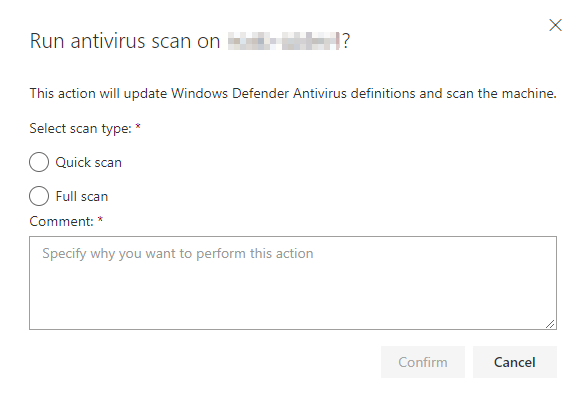 Run antivirus scan on ?
This action will update Windows Defender Antivirus definitions and scan the machine.
Select scan type: *
Quick scan
Full scan
Comment: *
Specify why you want to perform this action
Confirm
Cancel